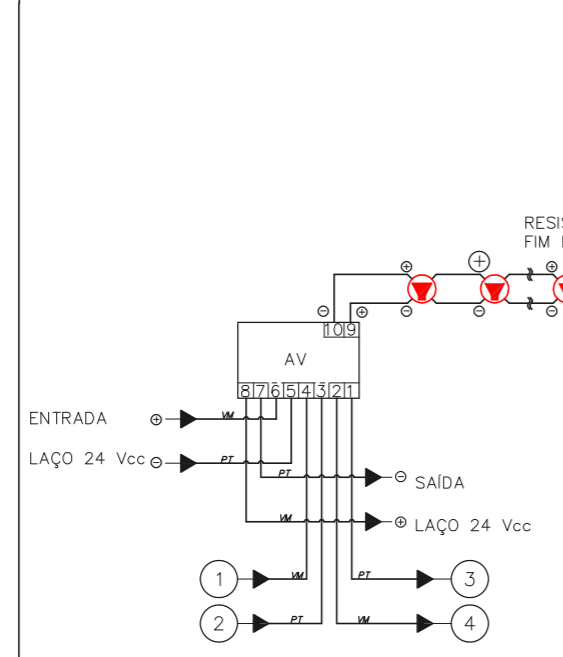 RESIS
FIM
10 9
AV
8 7 6 5 4 3 2 1
ENTRADA
VM
LAÇO 24 Vcc
PT
PT
SAÍDA
VM
LAÇO 24 Vcc
1 VM PT 3
2 PT VM 4